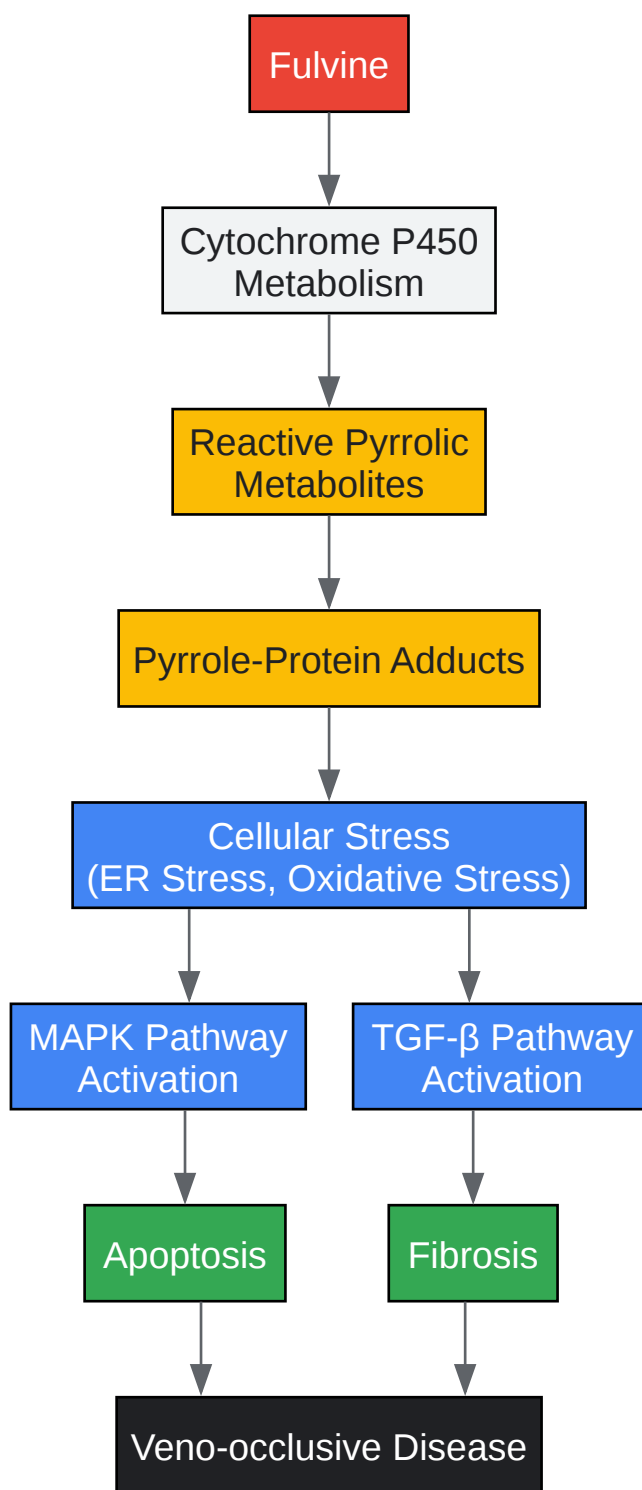 Fulvine
Cytochrome P450
Metabolism
Reactive Pyrrolic
Metabolites
Pyrrole-Protein Adducts
Cellular Stress
(ER Stress, Oxidative Stress)
MAPK Pathway
Activation
TGF-β Pathway
Activation
Apoptosis
Fibrosis
Veno-occlusive Disease